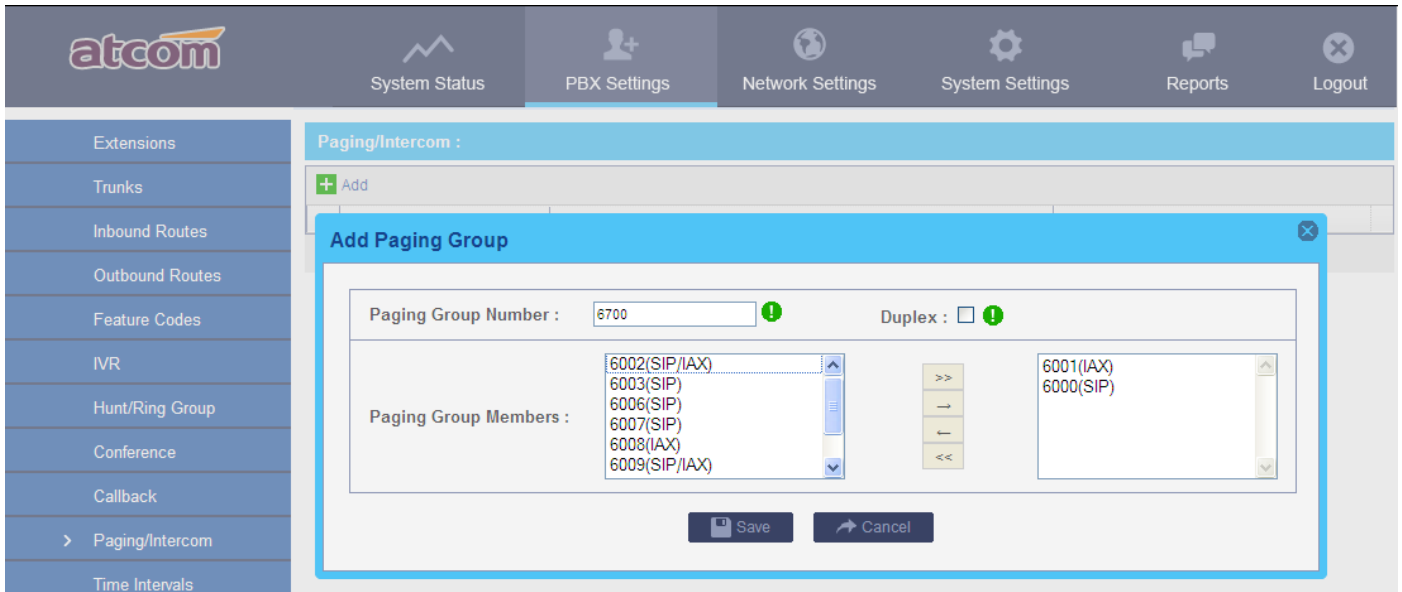 atcom
System Status
PBX Settings
Network Settings
System Settings
Reports
Logout
Extensions
Trunks
Inbound Routes
Outbound Routes
Feature Codes
IVR
Hunt/Ring Group
Conference
Callback
> Paging/Intercom
Time Intervals
Paging/Intercom :
Add
Add Paging Group
Paging Group Number : 6700
Duplex :
Paging Group Members :
6002(SIP/IAX)
6003(SIP)
6006(SIP)
6007(SIP)
6008(IAX)
6009(SIP/IAX)
>>
→
←
<<
6001(IAX)
6000(SIP)
Save
Cancel